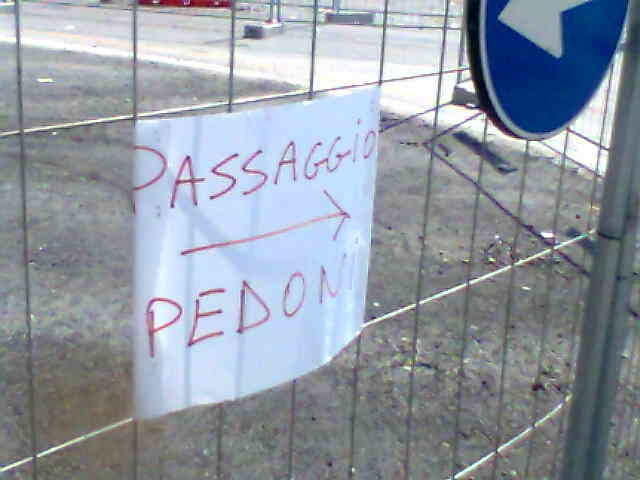 PASSAGGIO
→
PEDONI